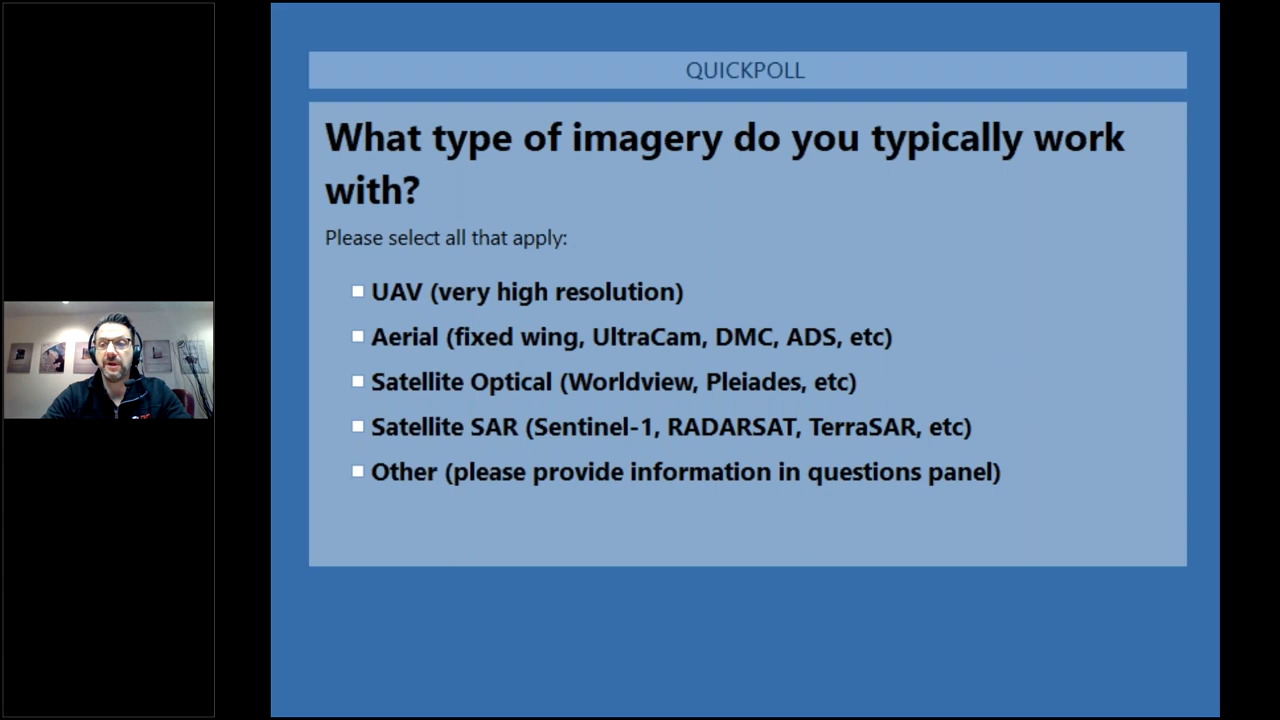 QUICKPOLL
What type of imagery do you typically work
with?
Please select all that apply:
UAV (very high resolution)
Aerial (fixed wing, UltraCam, DMC, ADS, etc)
Satellite Optical (Worldview, Pleiades, etc)
Satellite SAR (Sentinel-1, RADARSAT, TerraSAR, etc)
Other (please provide information in questions panel)